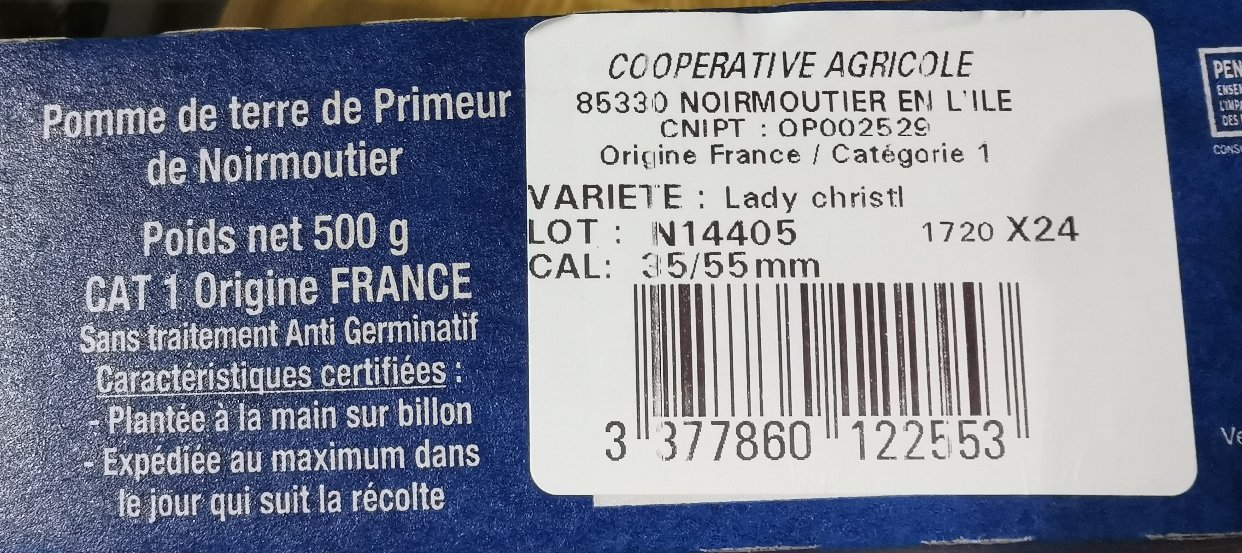 Pomme de terre de Primeur
de Noirmoutier
Poids net 500 g
CAT 1 Origine FRANCE
Sans traitement Anti Germinatif
Caractéristiques certifiées :
- Plantée à la main sur billon
- Expédiée au maximum dans
le jour qui suit la récolte
COOPERATIVE AGRICOLE
85330 NOIRMOUTIER EN L'ILE
CNIPT : OP002529
Origine France / Catégorie 1
VARIETE : Lady christl
LOT : N14405 1720 X24
CAL: 35/55mm
3 377860 122553